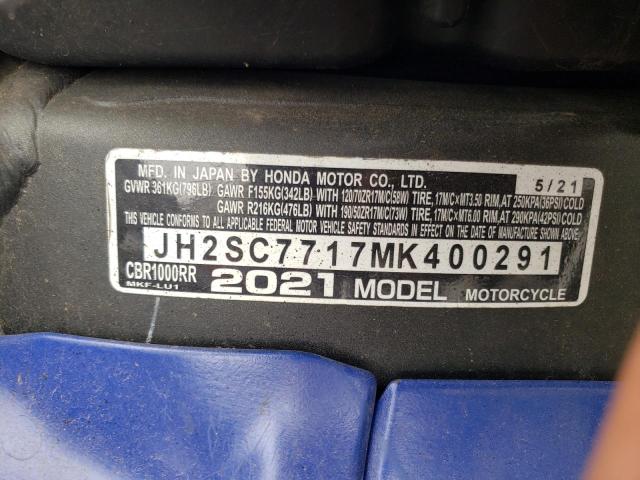 MFD. IN JAPAN BY HONDA MOTOR CO., LTD. 5/21
GVWR 361KG(796LB) GAWR F155KG(342LB) WITH 120/70ZR17M/C(58W) TIRE,17M/C×MT3.50 RIM,AT 250KPA(36PSI)COLD
GAWR R216KG(476LB) WITH 190/50ZR17M/C(73W) TIRE,17M/C×MT6.00 RIM,AT 290KPA(42PSI)COLD
THIS VEHICLE CONFORMS TO ALL APPLICABLE FEDERAL MOTOR VEHICLE SAFETY STANDARDS IN EFFECT ON THE DATE OF MANUFACTURE SHOWN ABOVE.
JH2SC7717MK400291
CBR1000RR 2021 MODEL MOTORCYCLE
MKF-LU1